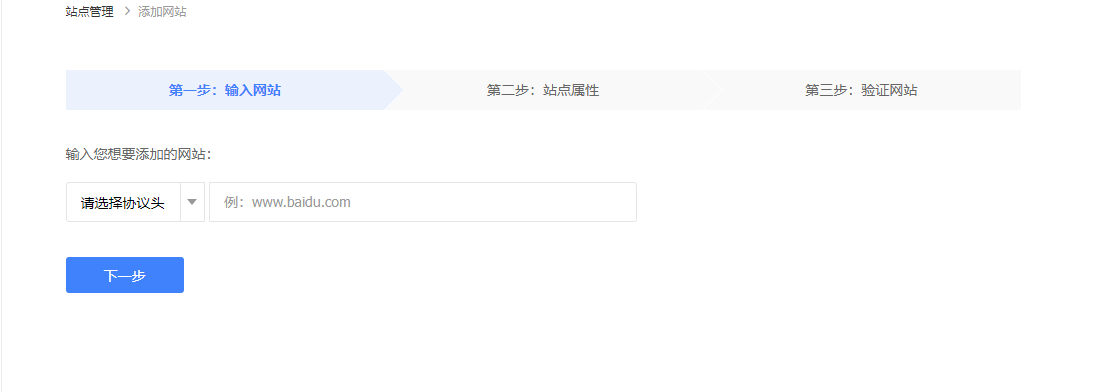 站点管理 > 添加网站
第一步：输入网站 第二步：站点属性 第三步：验证网站
输入您想要添加的网站：
请选择协议头 例：www.baidu.com
下一步